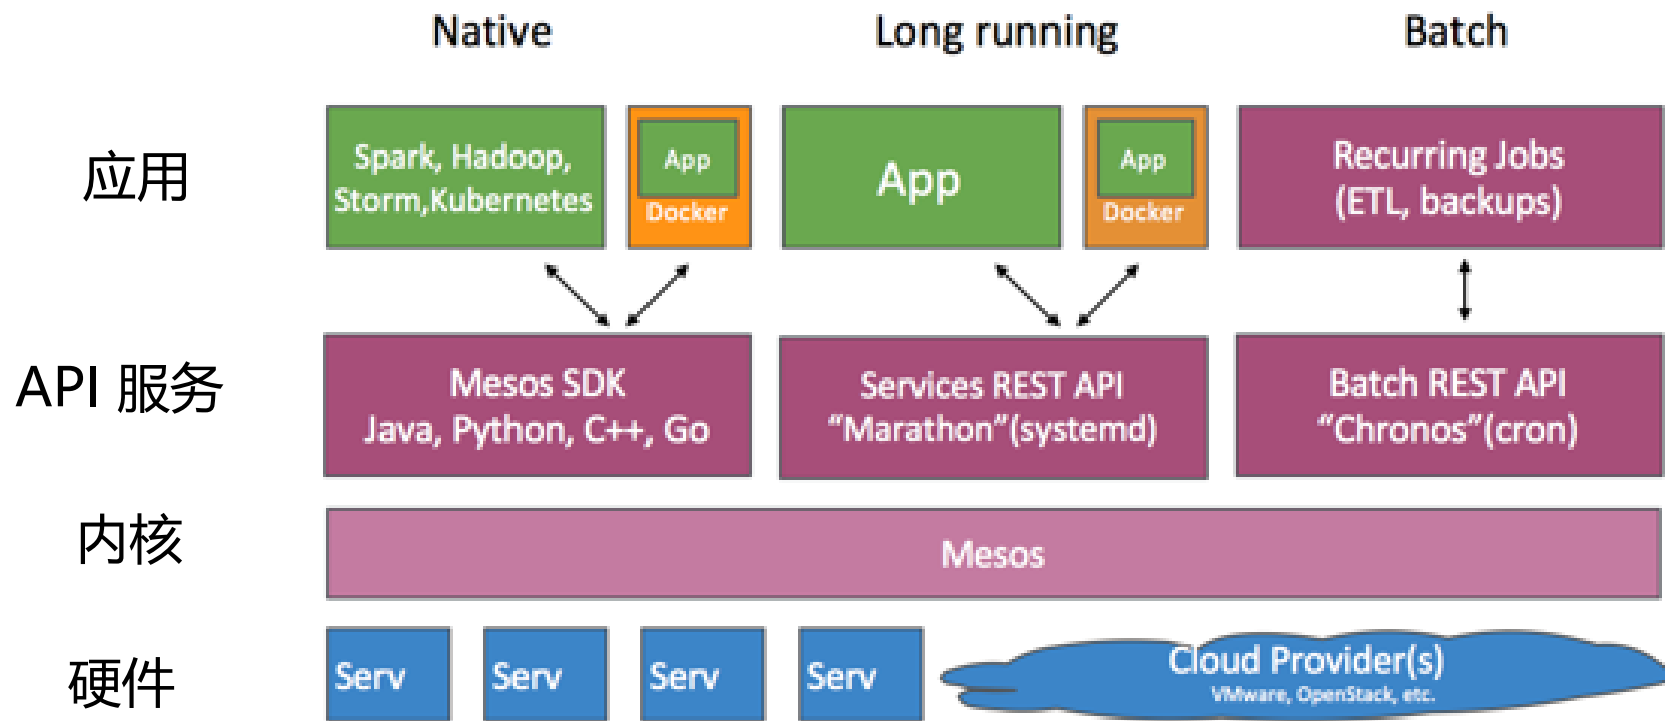 Native
Long running
Batch
应用
Spark, Hadoop,
Storm,Kubernetes
App
Docker
App
App
Docker
Recurring Jobs
(ETL, backups)
API 服务
Mesos SDK
Java, Python, C++, Go
Services REST API
“Marathon”(systemd)
Batch REST API
“Chronos”(cron)
内核
Mesos
硬件
Serv
Serv
Serv
Serv
Cloud Provider(s)
VMware, OpenStack, etc.